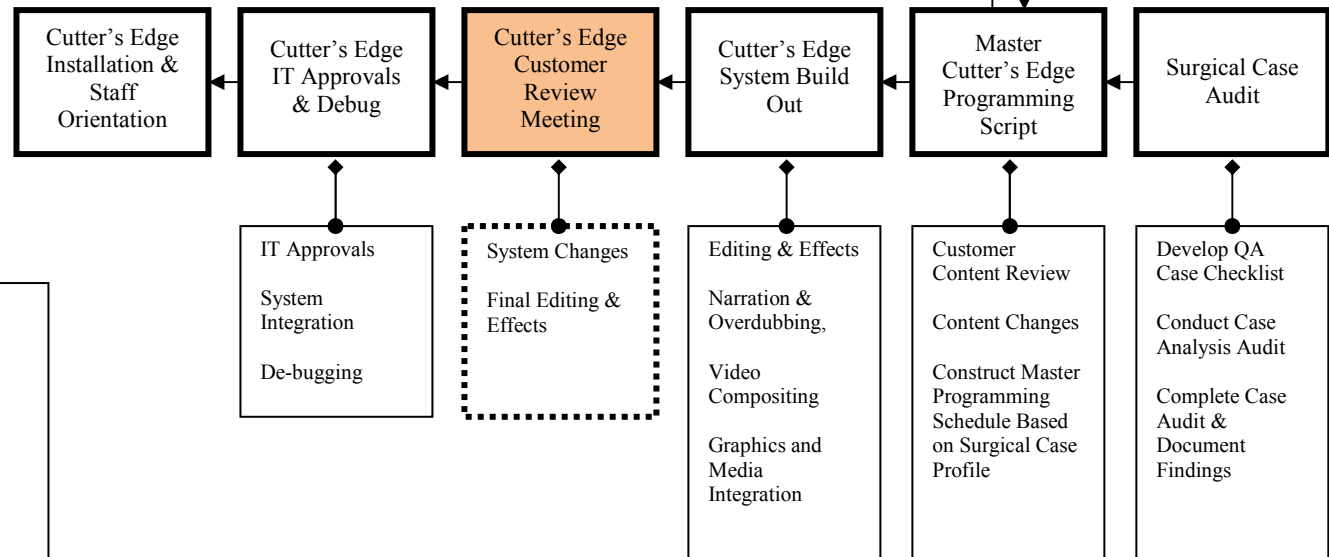 Cutter’s Edge
Installation &
Staff
Orientation
Cutter’s Edge
IT Approvals
& Debug
Cutter’s Edge
Customer
Review
Meeting
Cutter’s Edge
System Build
Out
Master
Cutter’s Edge
Programming
Script
Surgical Case
Audit
IT Approvals
System
Integration
De-bugging
System Changes
Final Editing &
Effects
Editing & Effects
Narration &
Overdubbing,
Video
Compositing
Graphics and
Media
Integration
Customer
Content Review
Content Changes
Construct Master
Programming
Schedule Based
on Surgical Case
Profile
Develop QA
Case Checklist
Conduct Case
Analysis Audit
Complete Case
Audit &
Document
Findings